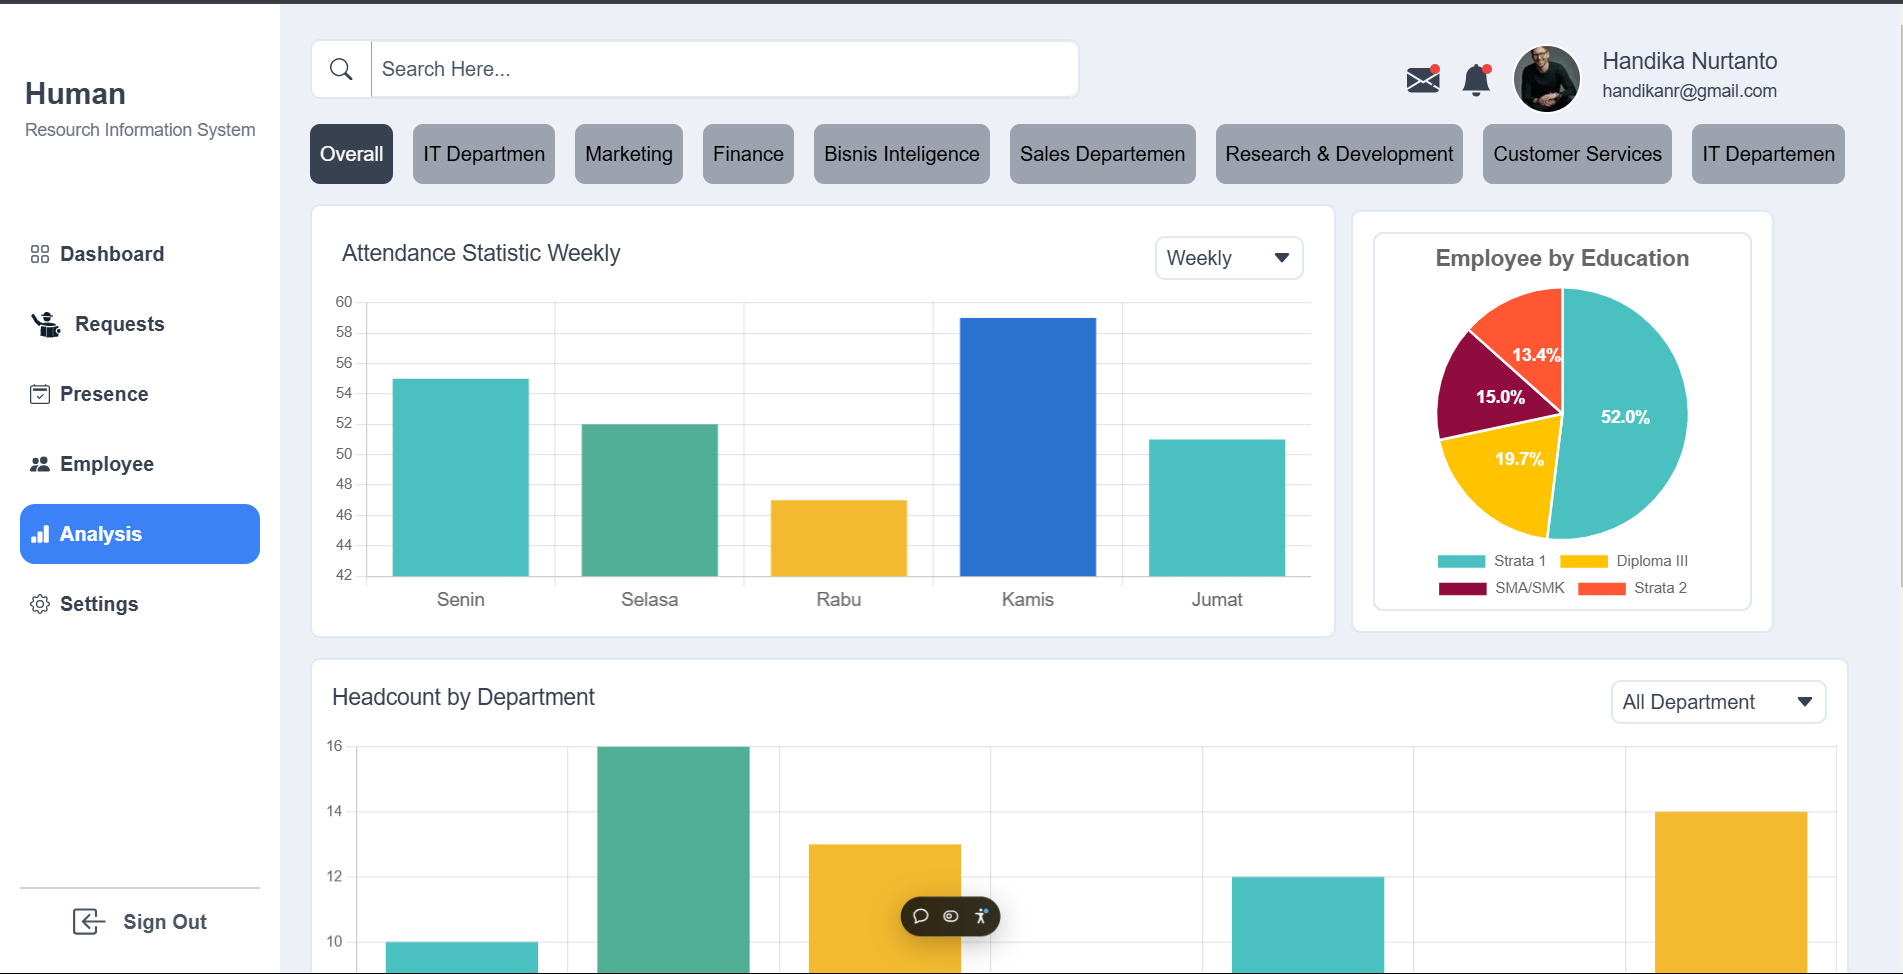 Human
Resourch Information System
Dashboard
Requests
Presence
Employee
Analysis
Settings
Sign Out
Search Here...
Handika Nurtanto
handikanr@gmail.com
Overall
IT Departmen
Marketing
Finance
Bisnis Inteligence
Sales Departemen
Research & Development
Customer Services
IT Departemen
Attendance Statistic Weekly
Weekly
60
58
56
54
52
50
48
46
44
42
Senin
Selasa
Rabu
Kamis
Jumat
Employee by Education
13.4%
15.0%
52.0%
19.7%
Strata 1
Diploma III
SMA/SMK
Strata 2
Headcount by Department
All Department
16
14
12
10